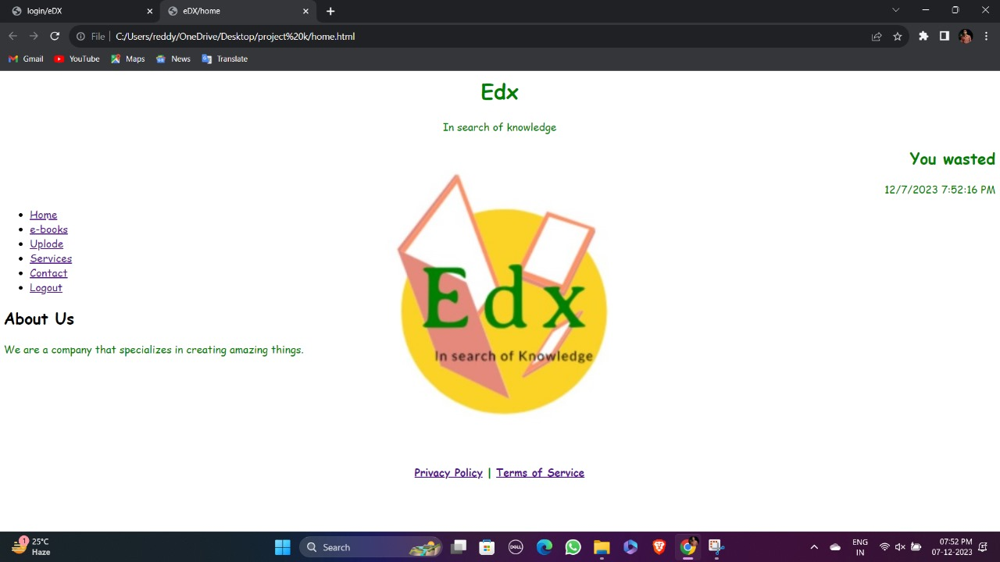 login/eDX
eDX/home
File
C:/Users/reddy/OneDrive/Desktop/project%20k/home.html
Gmail
YouTube
Maps
News
Translate
Edx
In search of knowledge
You wasted
12/7/2023 7:52:16 PM
Home
e-books
Uplode
Services
Contact
Logout
About Us
We are a company that specializes in creating amazing things.
Edx
In search of Knowledge
Privacy Policy | Terms of Service
1
25°C
Haze
Search
DELL
ENG
IN
07:52 PM
07-12-2023